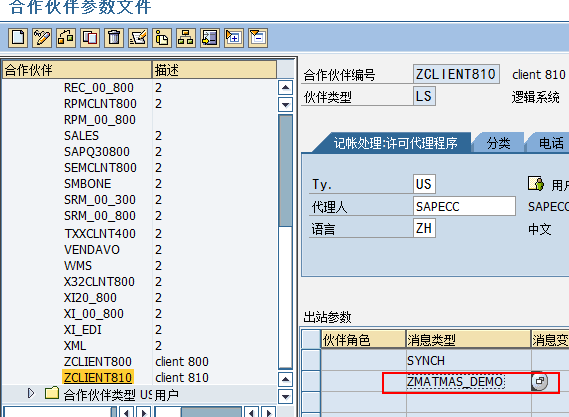 合作伙伴参数文件
合作伙伴 描述
REC_00_800 2
RPMCLNT800 2
RPM_00_800
SALES 2
SAPQ30800 2
SEMCLNT800 2
SMBONE 2
SRM_00_300 2
SRM_00_800 2
TXXCLNT400 2
VENDAVO 2
WMS 2
X32CLNT800 2
XI20_800 2
XI_00_800 2
XI_EDI 2
XML 2
ZCLIENT800 client 800
ZCLIENT810 client 810
合作伙伴类型 US 用户
合作伙伴编号 ZCLIENT810 client 810
伙伴类型 LS 逻辑系统
记帐处理:许可代理程序 分类 电话
Ty. US 用户
代理人 SAPECC SAPECC
语言 ZH 中文
出站参数
伙伴角色 消息类型 消息变
SYNCH
ZMATMAS_DEMO